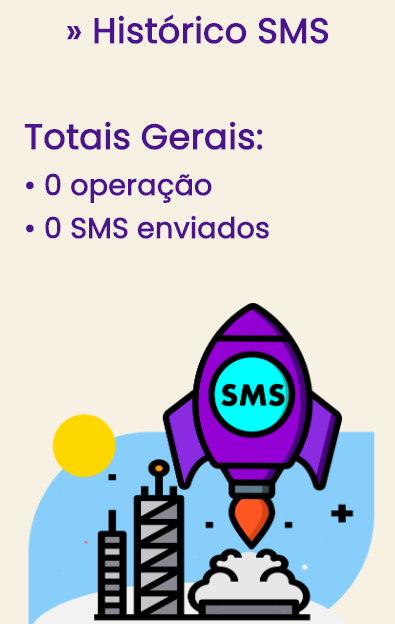 » Histórico SMS
Totais Gerais:
• 0 operação
• 0 SMS enviados
SMS